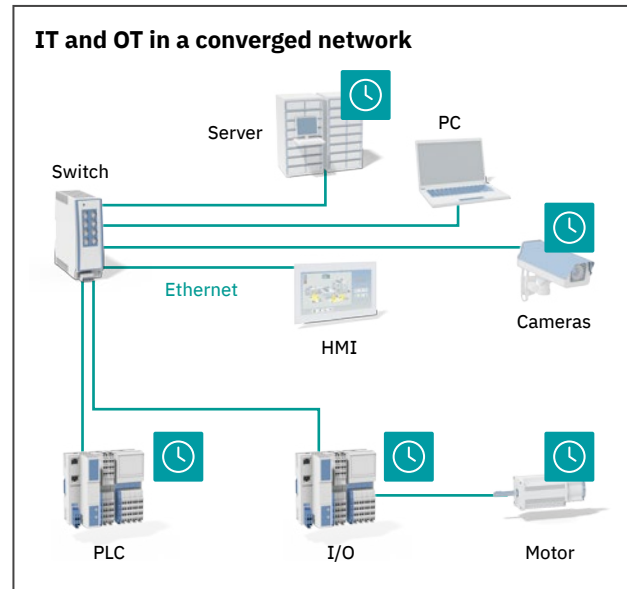 IT and OT in a converged network
Server
PC
Switch
Ethernet
HMI
Cameras
PLC
I/O
Motor